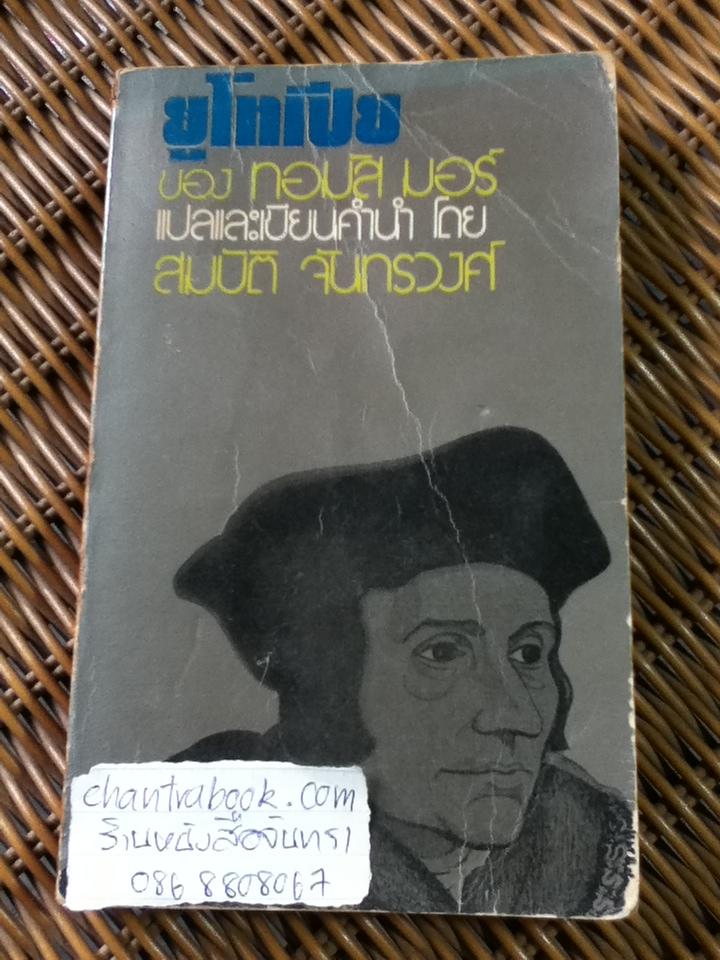 ยูโทเปีย
ของ ทอมัส มอร์
แปลและเขียนคำนำ โดย
สมบัติ จันทรวงศ์
chantrabook.com
ร้านหนังสือจันทรา
086 8808067